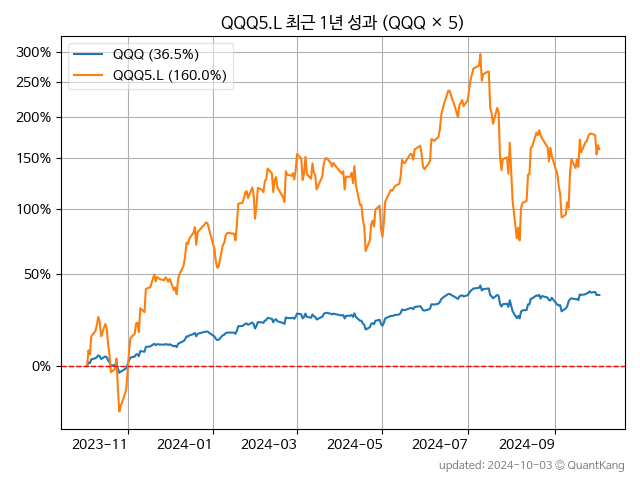 QQQ5.L 최근 1년 성과 (QQQ × 5)
QQQ (36.5%)
QQQ5.L (160.0%)
300%
250%
200%
150%
100%
50%
0%
2023-11 2024-01 2024-03 2024-05 2024-07 2024-09
updated: 2024-10-03 © QuantKang